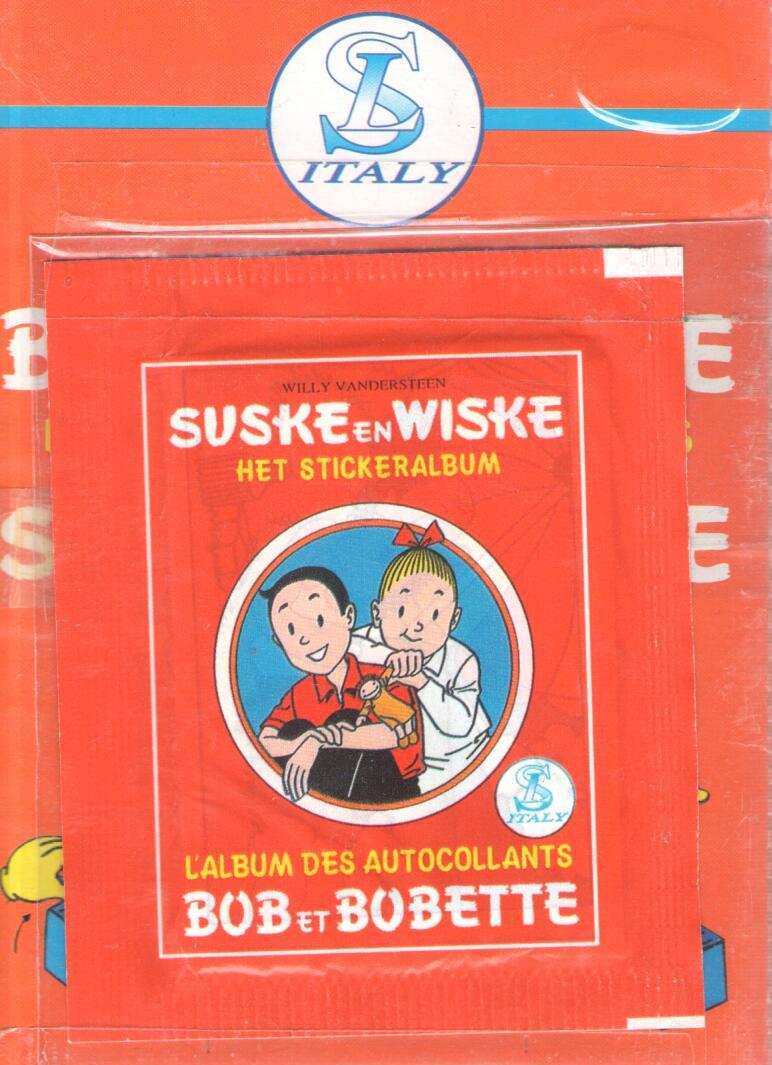 SL
ITALY
WILLY VANDERSTEEN
SUSKE EN WISKE
HET STICKERALBUM
SL
ITALY
L'ALBUM DES AUTOCOLLANTS
BOB ET BOBETTE